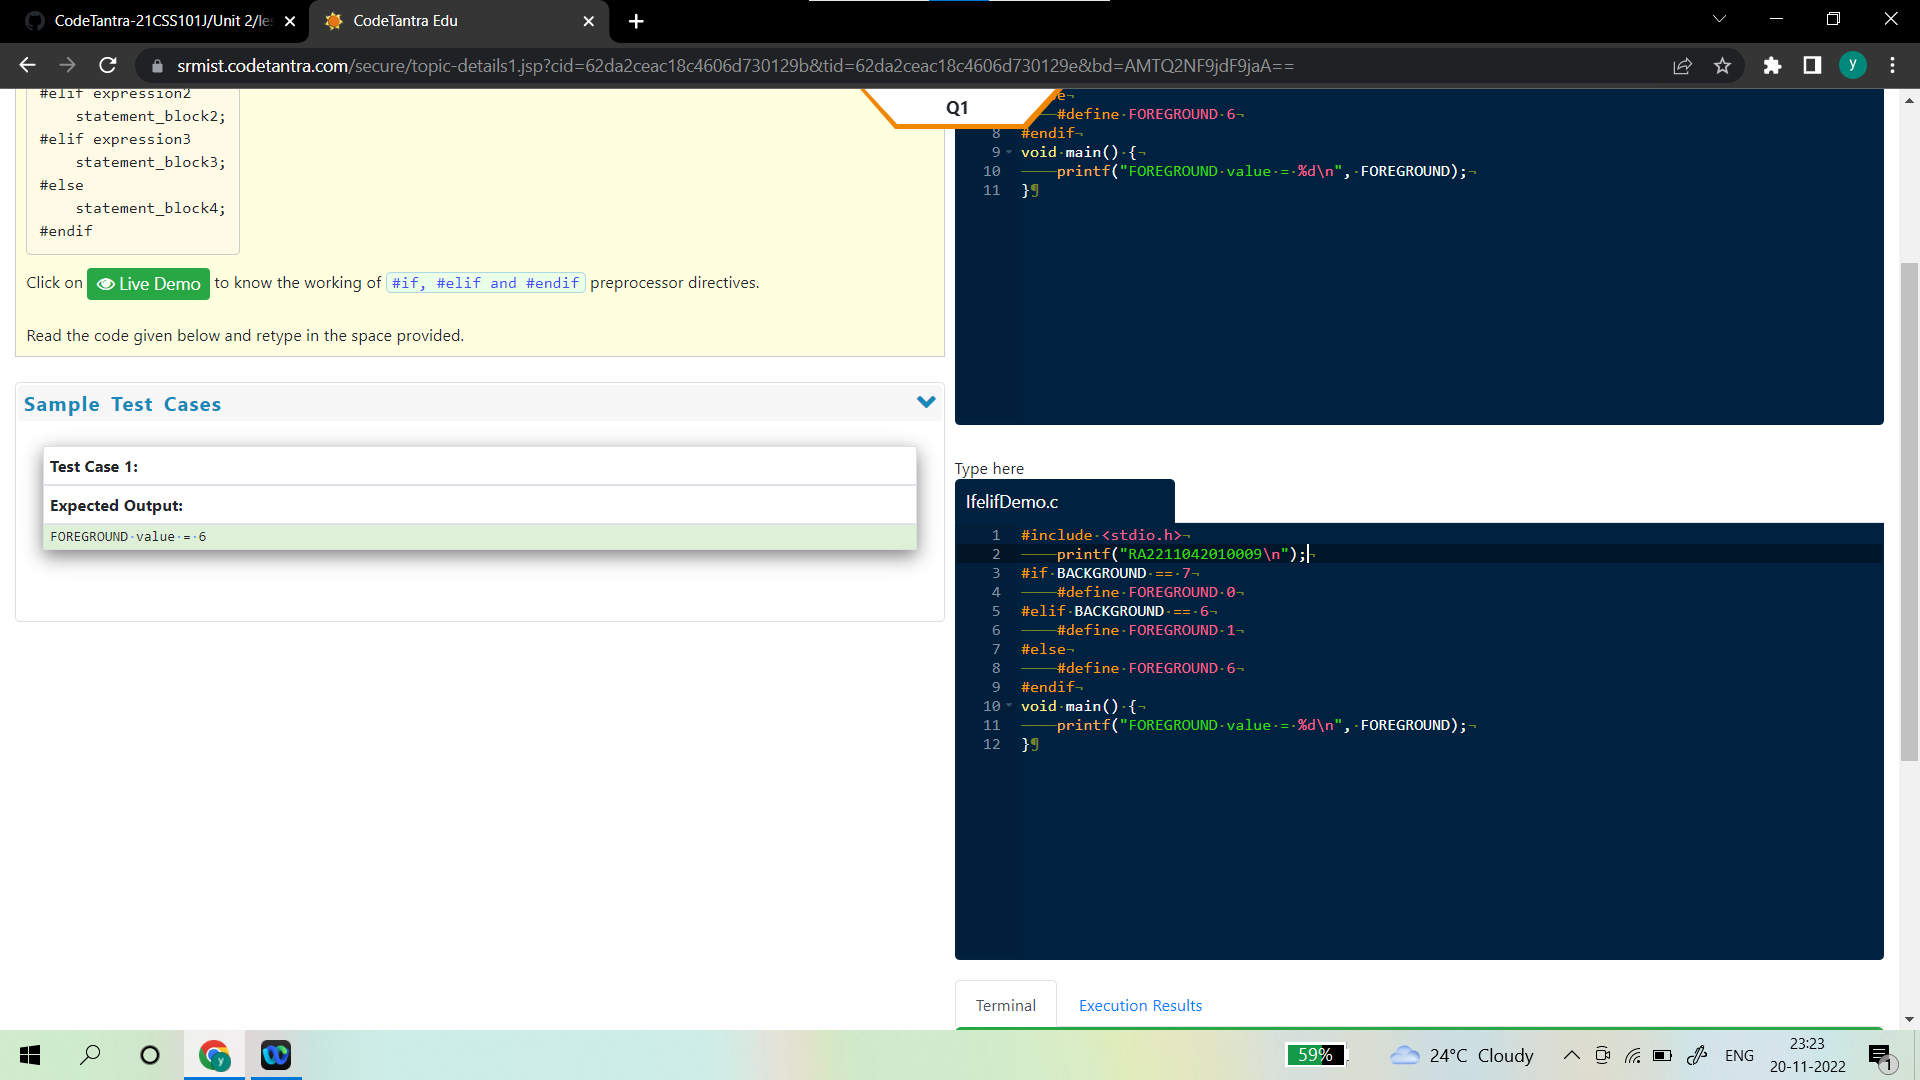 CodeTantra-21CSS101J/Unit 2/les
CodeTantra Edu
srmist.codetantra.com/secure/topic-details1.jsp?cid=62da2ceac18c4606d730129b&tid=62da2ceac18c4606d730129e&bd=AMTQ2NF9jdF9jaA==
y
#elif expression2
statement_block2;
#elif expression3
statement_block3;
#else
statement_block4;
#endif
Click on Live Demo to know the working of #if, #elif and #endif preprocessor directives.
Read the code given below and retype in the space provided.
Sample Test Cases
Test Case 1:
Expected Output:
FOREGROUND·value·=·6
Q1
#define·FOREGROUND·6¬
8 #endif¬
9 void·main()·{¬
10 printf("FOREGROUND·value·=·%d\n",·FOREGROUND);¬
11 }¶
Type here
IfelifDemo.c
1 #include·<stdio.h>¬
2 printf("RA2211042010009\n");¬
3 #if·BACKGROUND·==·7¬
4 #define·FOREGROUND·0¬
5 #elif·BACKGROUND·==·6¬
6 #define·FOREGROUND·1¬
7 #else¬
8 #define·FOREGROUND·6¬
9 #endif¬
10 void·main()·{¬
11 printf("FOREGROUND·value·=·%d\n",·FOREGROUND);¬
12 }¶
Terminal
Execution Results
y
59%
24°C Cloudy
ENG
23:23
20-11-2022
1